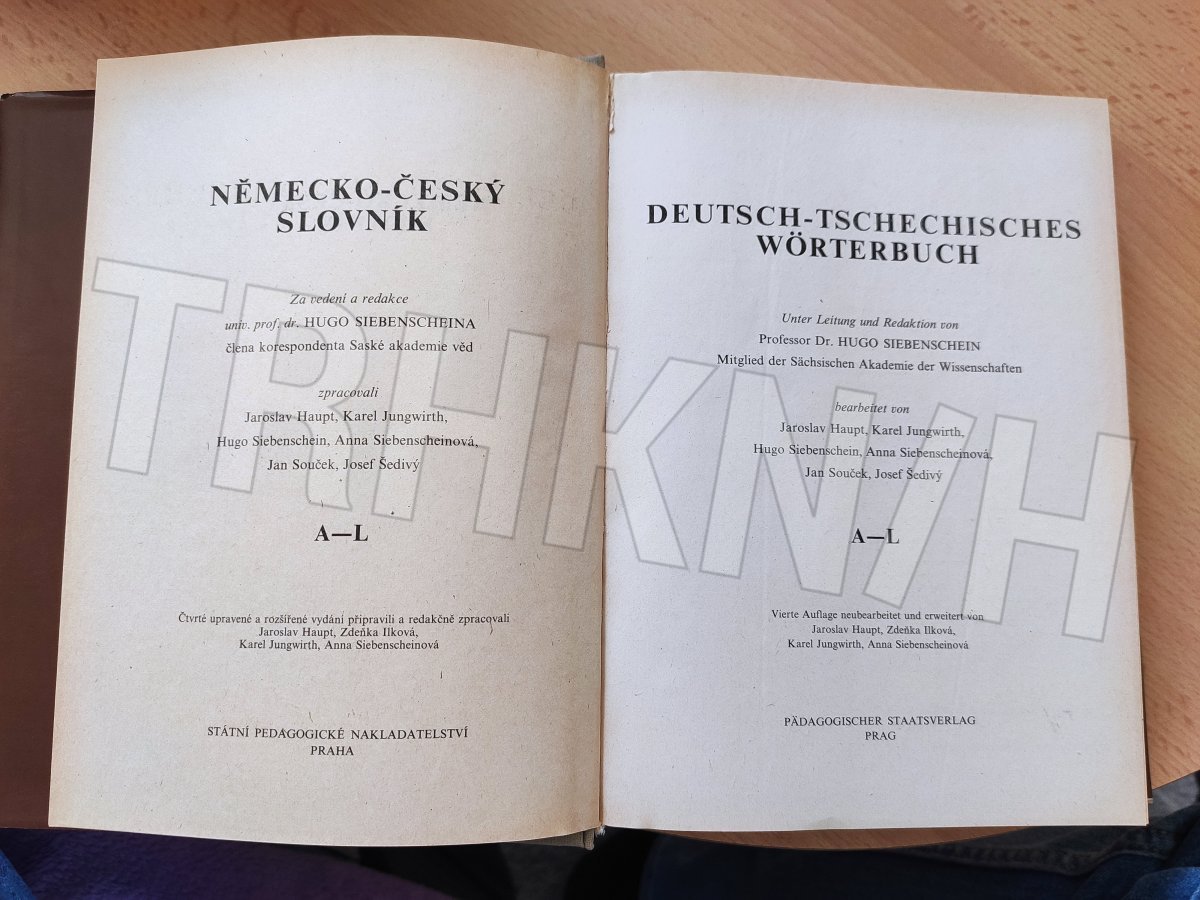 NĚMECKO-ČESKÝ
SLOVNÍK
Za vedení a redakce
univ. prof. dr. HUGO SIEBENSCHEINA
člena korespondenta Saské akademie věd
zpracovali
Jaroslav Haupt, Karel Jungwirth,
Hugo Siebenschein, Anna Siebenscheinová,
Jan Souček, Josef Šedivý
A—L
Čtvrté upravené a rozšířené vydání připravili a redakčně zpracovali
Jaroslav Haupt, Zdeňka Ilková,
Karel Jungwirth, Anna Siebenscheinová
STÁTNÍ PEDAGOGICKÉ NAKLADATELSTVÍ
PRAHA
DEUTSCH-TSCHECHISCHES
WÖRTERBUCH
Unter Leitung und Redaktion von
Professor Dr. HUGO SIEBENSCHEIN
Mitglied der Sächsischen Akademie der Wissenschaften
bearbeitet von
Jaroslav Haupt, Karel Jungwirth,
Hugo Siebenschein, Anna Siebenscheinová,
Jan Souček, Josef Šedivý
A—L
Vierte Auflage neubearbeitet und erweitert von
Jaroslav Haupt, Zdeňka Ilková,
Karel Jungwirth, Anna Siebenscheinová
PÄDAGOGISCHER STAATSVERLAG
PRAG
TRHKNIH